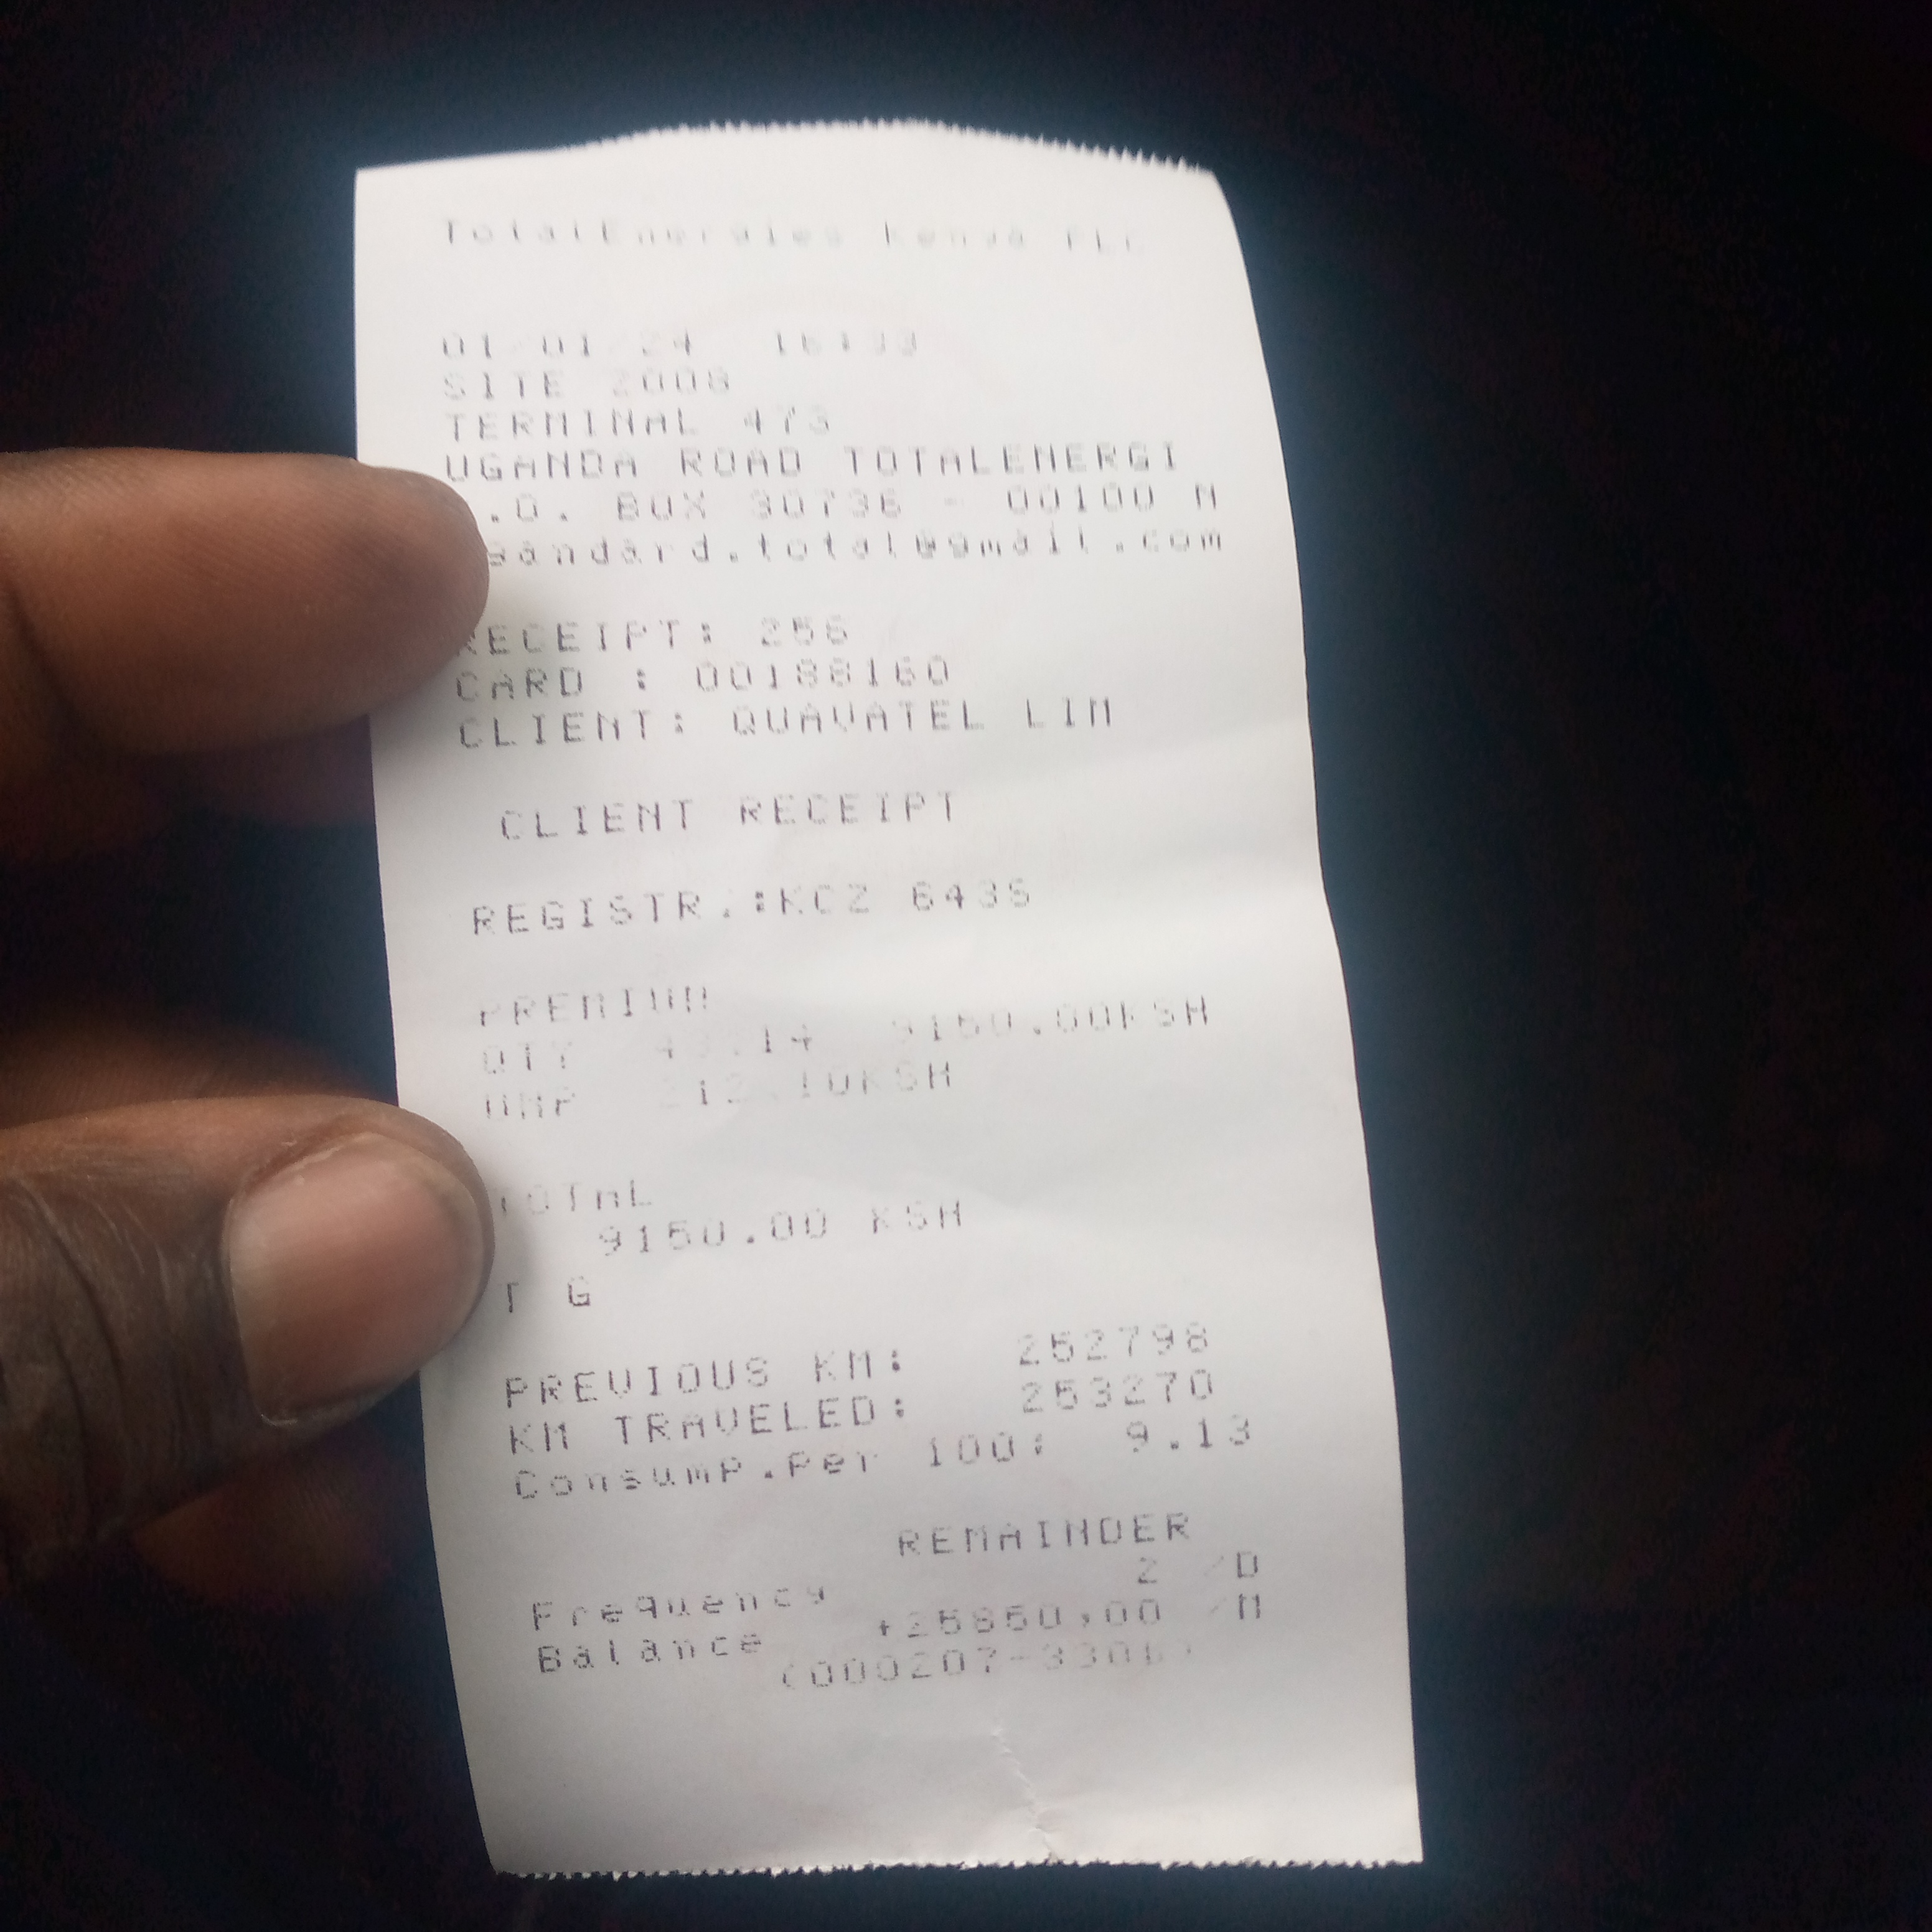 TotalEnergies Kenya PLC
01/01/24 16:33
SITE 2008
TERMINAL 473
UGANDA ROAD TOTALENERGI
.O. BOX 30736 - 00100 N
gandard.total@gmail.com
RECEIPT: 256
CARD : 00188160
CLIENT: QUAVATEL LIM
CLIENT RECEIPT
REGISTR.:KCZ 643S
PREMIUM
QTY 43.14 9150.00KSH
212.10KSH
TOTAL
9150.00 KSH
T G
PREVIOUS KM: 252798
KM TRAVELED: 253270
Consump.Per 100: 9.13
REMAINDER
Frequency 2 /D
Balance +25850,00 /M